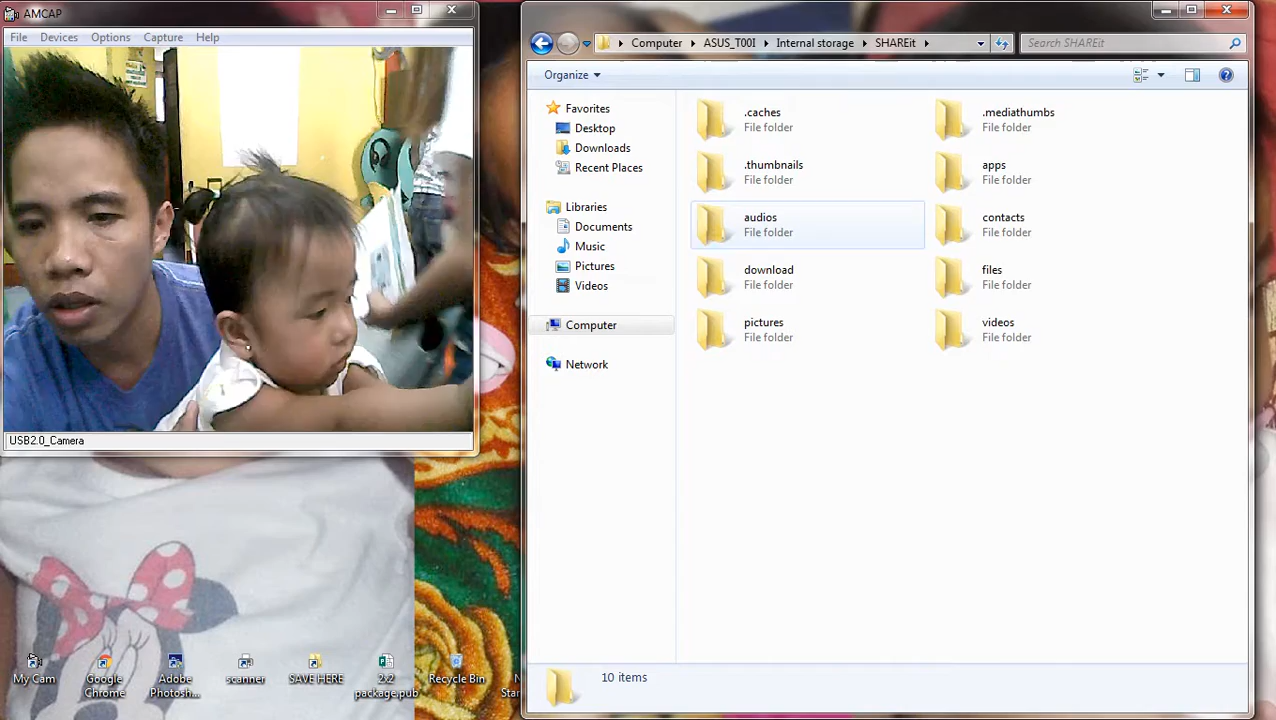 AMCAP
File Devices Options Capture Help
USB2.0_Camera
My Cam
Google Chrome
Adobe Photosh...
scanner
SAVE HERE
2x2 package.pub
Recycle Bin
Computer ASUS_T00I Internal storage SHAREit
Search SHAREit
Organize
Favorites
Desktop
Downloads
Recent Places
Libraries
Documents
Music
Pictures
Videos
Computer
Network
.caches
File folder
.mediathumbs
File folder
.thumbnails
File folder
apps
File folder
audios
File folder
contacts
File folder
download
File folder
files
File folder
pictures
File folder
videos
File folder
10 items